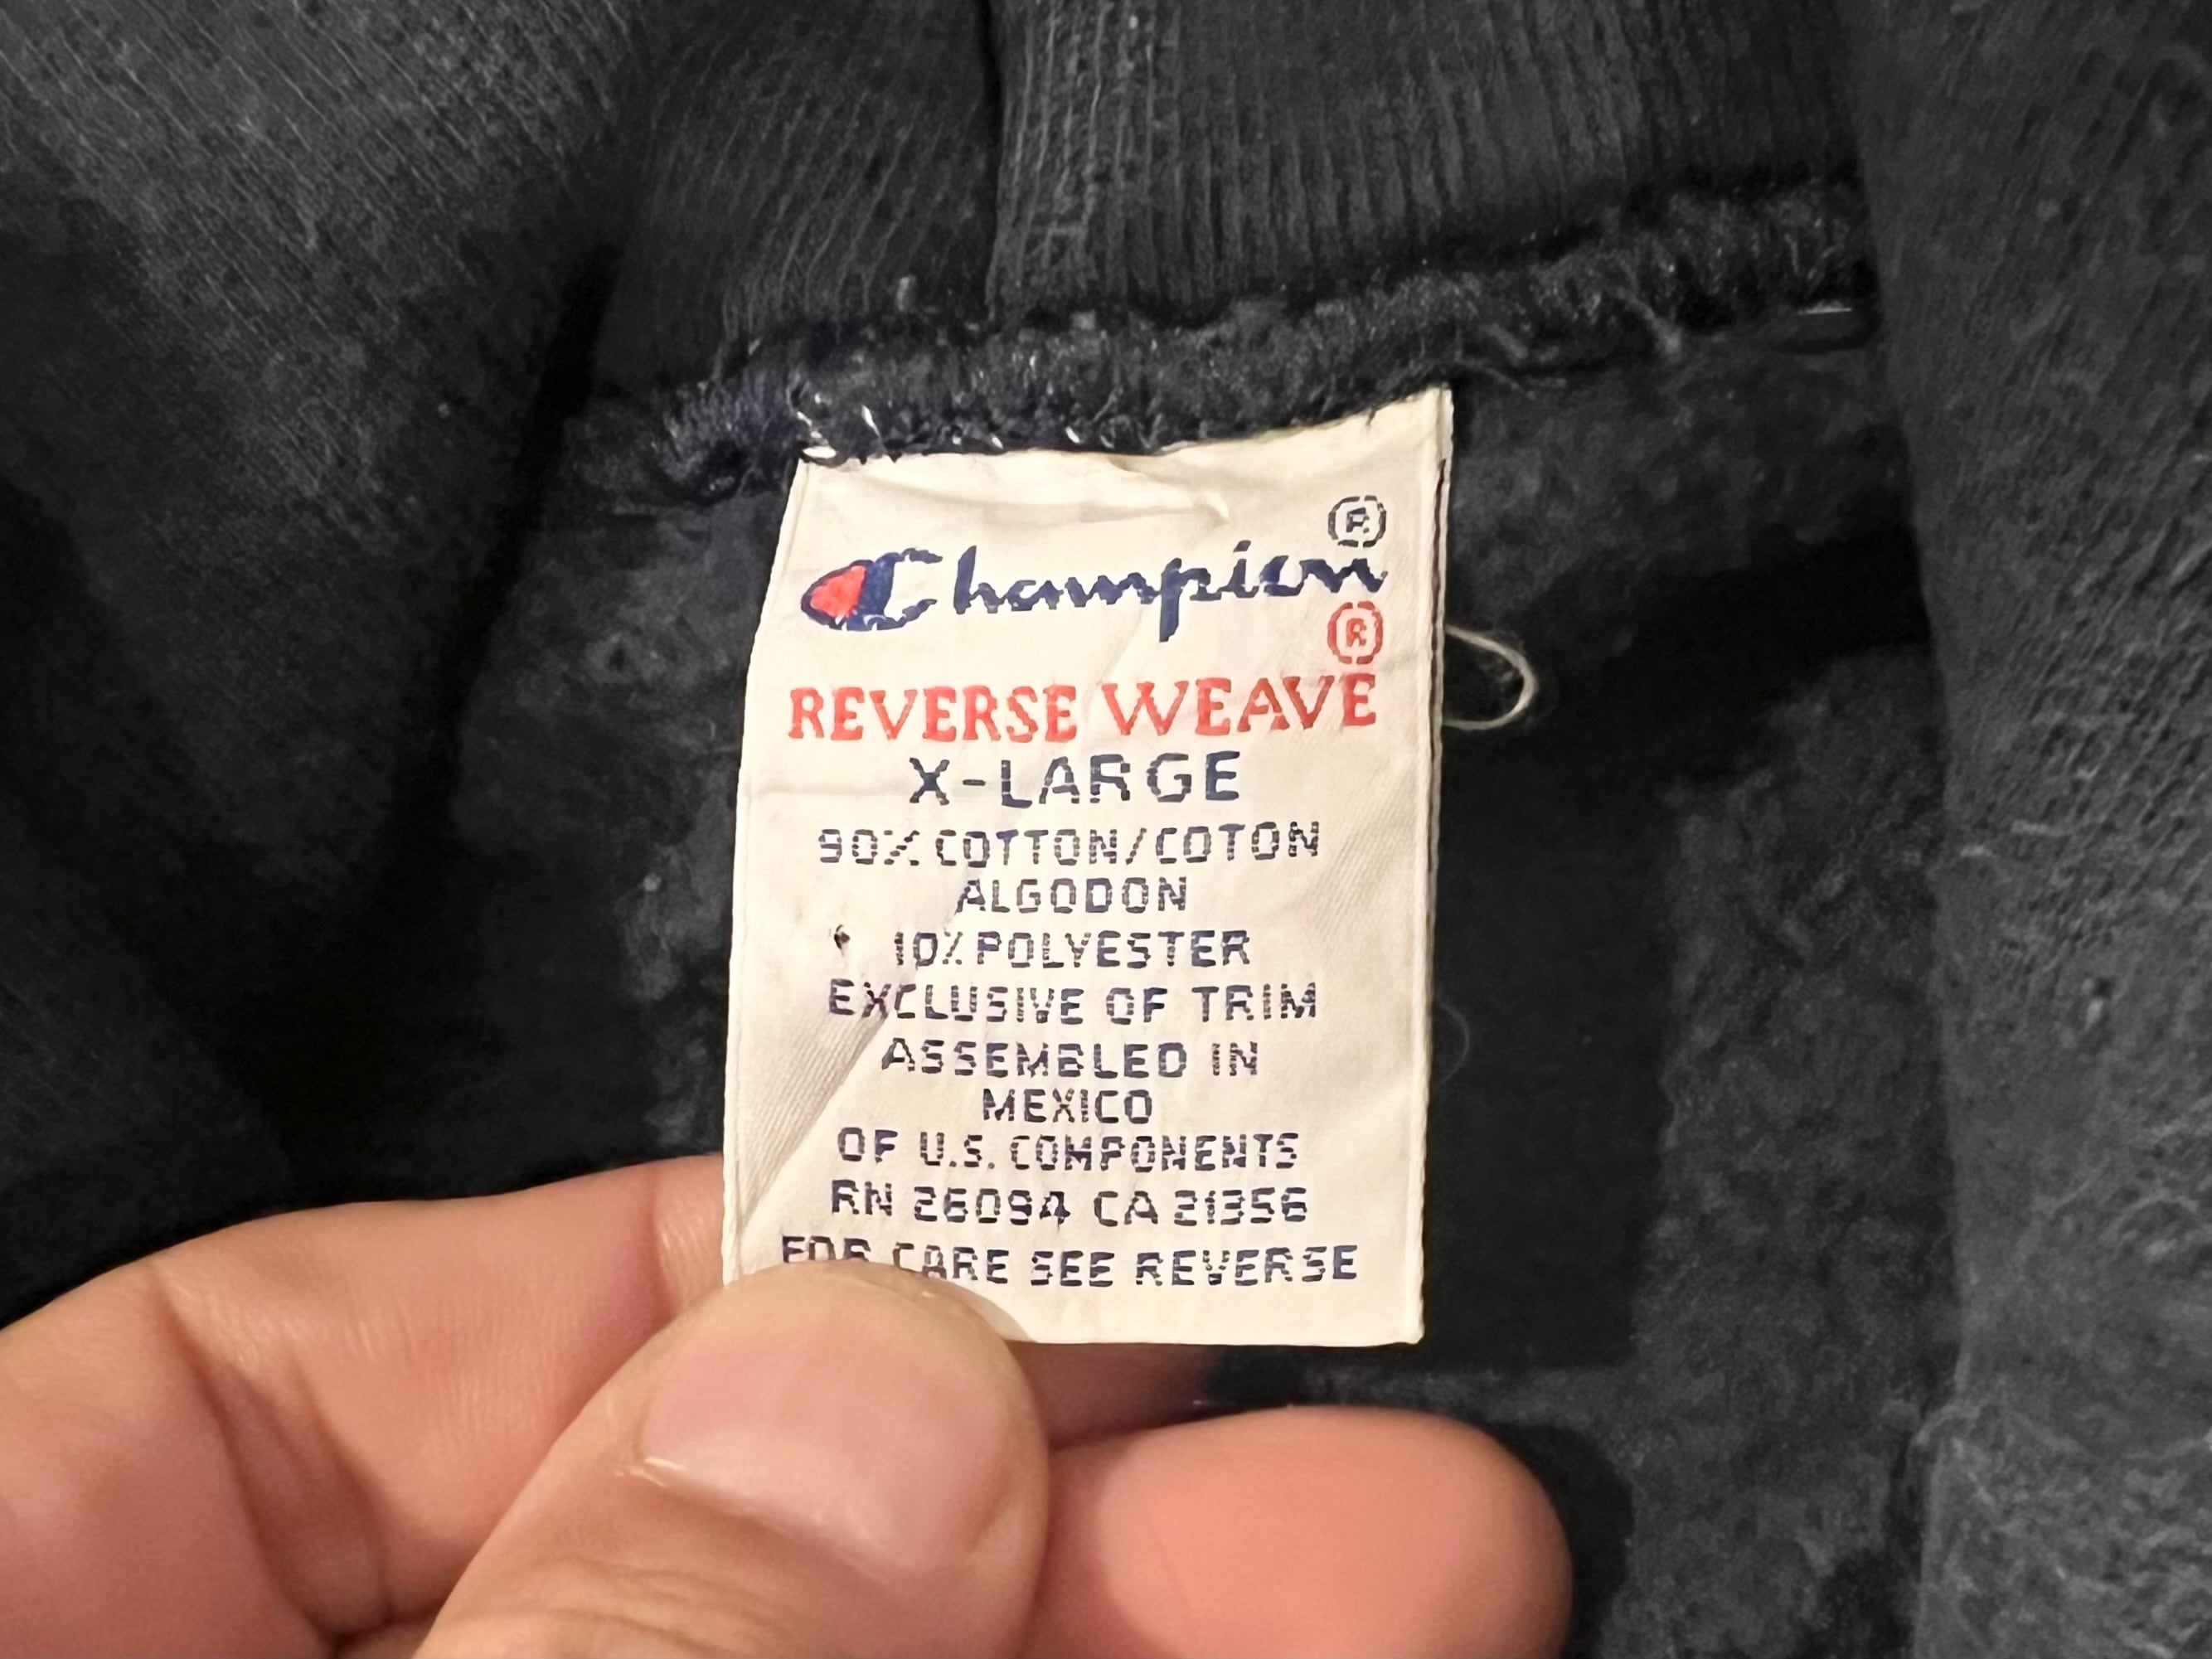 Champion®
REVERSE WEAVE®
X-LARGE
90% COTTON/COTON
ALGODON
10% POLYESTER
EXCLUSIVE OF TRIM
ASSEMBLED IN
MEXICO
OF U.S. COMPONENTS
RN 26094 CA 21356
FOR CARE SEE REVERSE